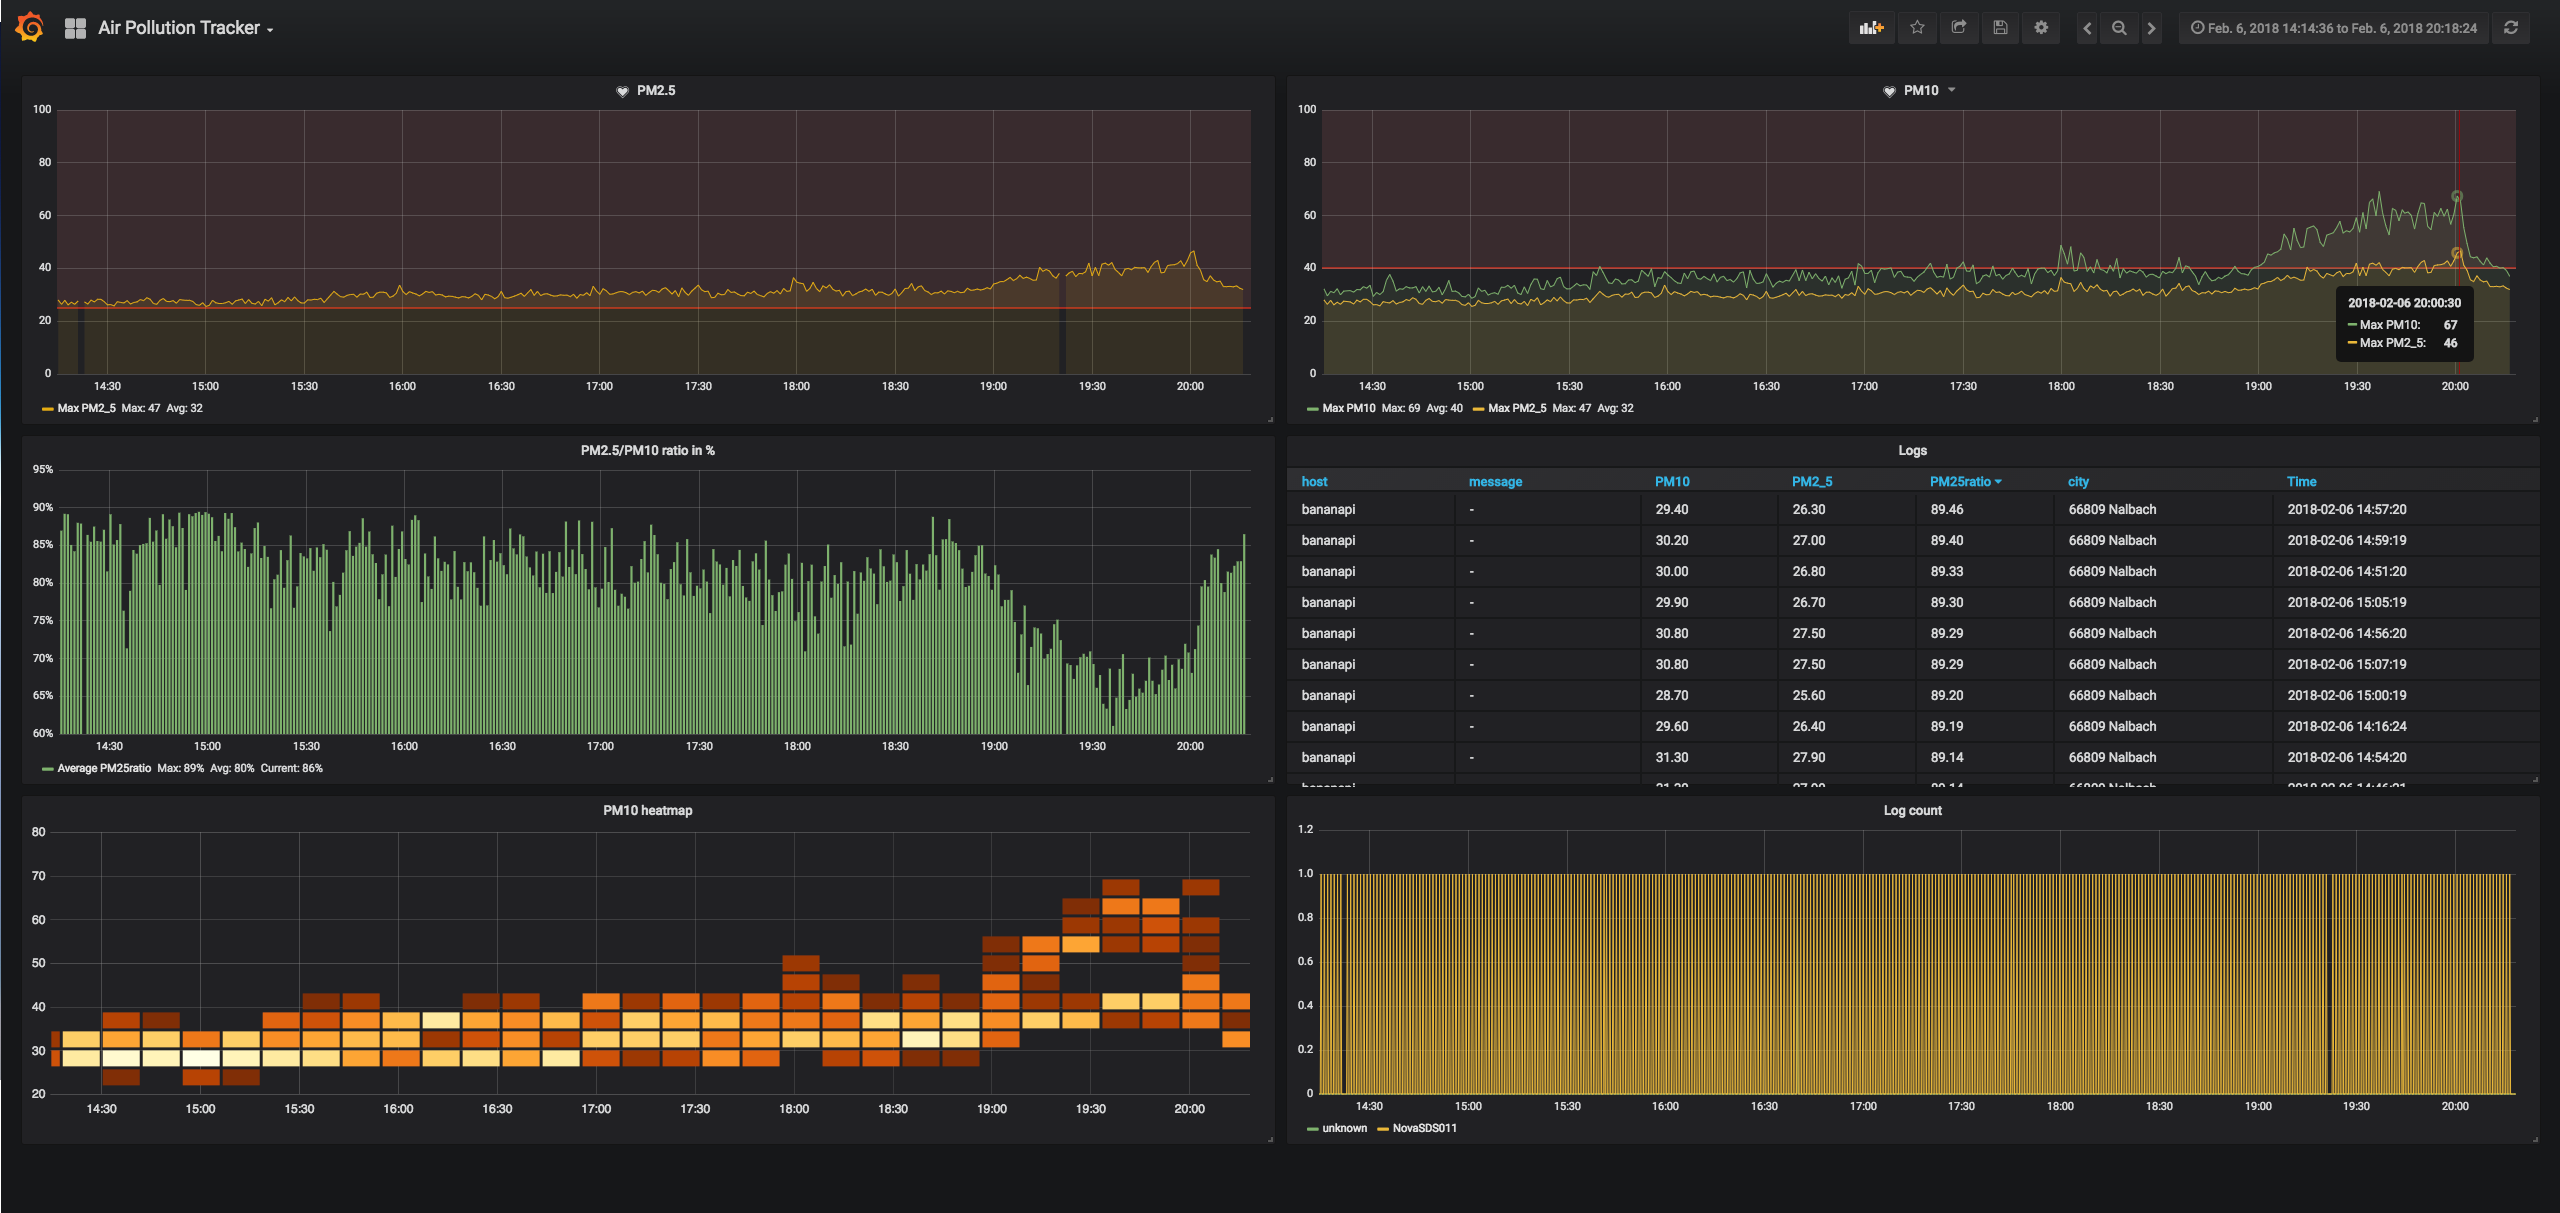 Air Pollution Tracker
Feb. 6, 2018 14:14:36 to Feb. 6, 2018 20:18:24
PM2.5
100
80
60
40
20
0
14:30 15:00 15:30 16:00 16:30 17:00 17:30 18:00 18:30 19:00 19:30 20:00
Max PM2_5 Max: 47 Avg: 32
PM10
100
80
60
40
20
0
2018-02-06 20:00:30
Max PM10: 67
Max PM2_5: 46
14:30 15:00 15:30 16:00 16:30 17:00 17:30 18:00 18:30 19:00 19:30 20:00
Max PM10 Max: 69 Avg: 40 Max PM2_5 Max: 47 Avg: 32
PM2.5/PM10 ratio in %
95%
90%
85%
80%
75%
70%
65%
60%
14:30 15:00 15:30 16:00 16:30 17:00 17:30 18:00 18:30 19:00 19:30 20:00
Average PM25ratio Max: 89% Avg: 80% Current: 86%
Logs
host message PM10 PM2_5 PM25ratio city Time
bananapi - 29.40 26.30 89.46 66809 Nalbach 2018-02-06 14:57:20
bananapi - 30.20 27.00 89.40 66809 Nalbach 2018-02-06 14:59:19
bananapi - 30.00 26.80 89.33 66809 Nalbach 2018-02-06 14:51:20
bananapi - 29.90 26.70 89.30 66809 Nalbach 2018-02-06 15:05:19
bananapi - 30.80 27.50 89.29 66809 Nalbach 2018-02-06 14:56:20
bananapi - 30.80 27.50 89.29 66809 Nalbach 2018-02-06 15:07:19
bananapi - 28.70 25.60 89.20 66809 Nalbach 2018-02-06 15:00:19
bananapi - 29.60 26.40 89.19 66809 Nalbach 2018-02-06 14:16:24
bananapi - 31.30 27.90 89.14 66809 Nalbach 2018-02-06 14:54:20
PM10 heatmap
80
70
60
50
40
30
20
14:30 15:00 15:30 16:00 16:30 17:00 17:30 18:00 18:30 19:00 19:30 20:00
Log count
1.2
1.0
0.8
0.6
0.4
0.2
0
14:30 15:00 15:30 16:00 16:30 17:00 17:30 18:00 18:30 19:00 19:30 20:00
unknown NovaSDS011